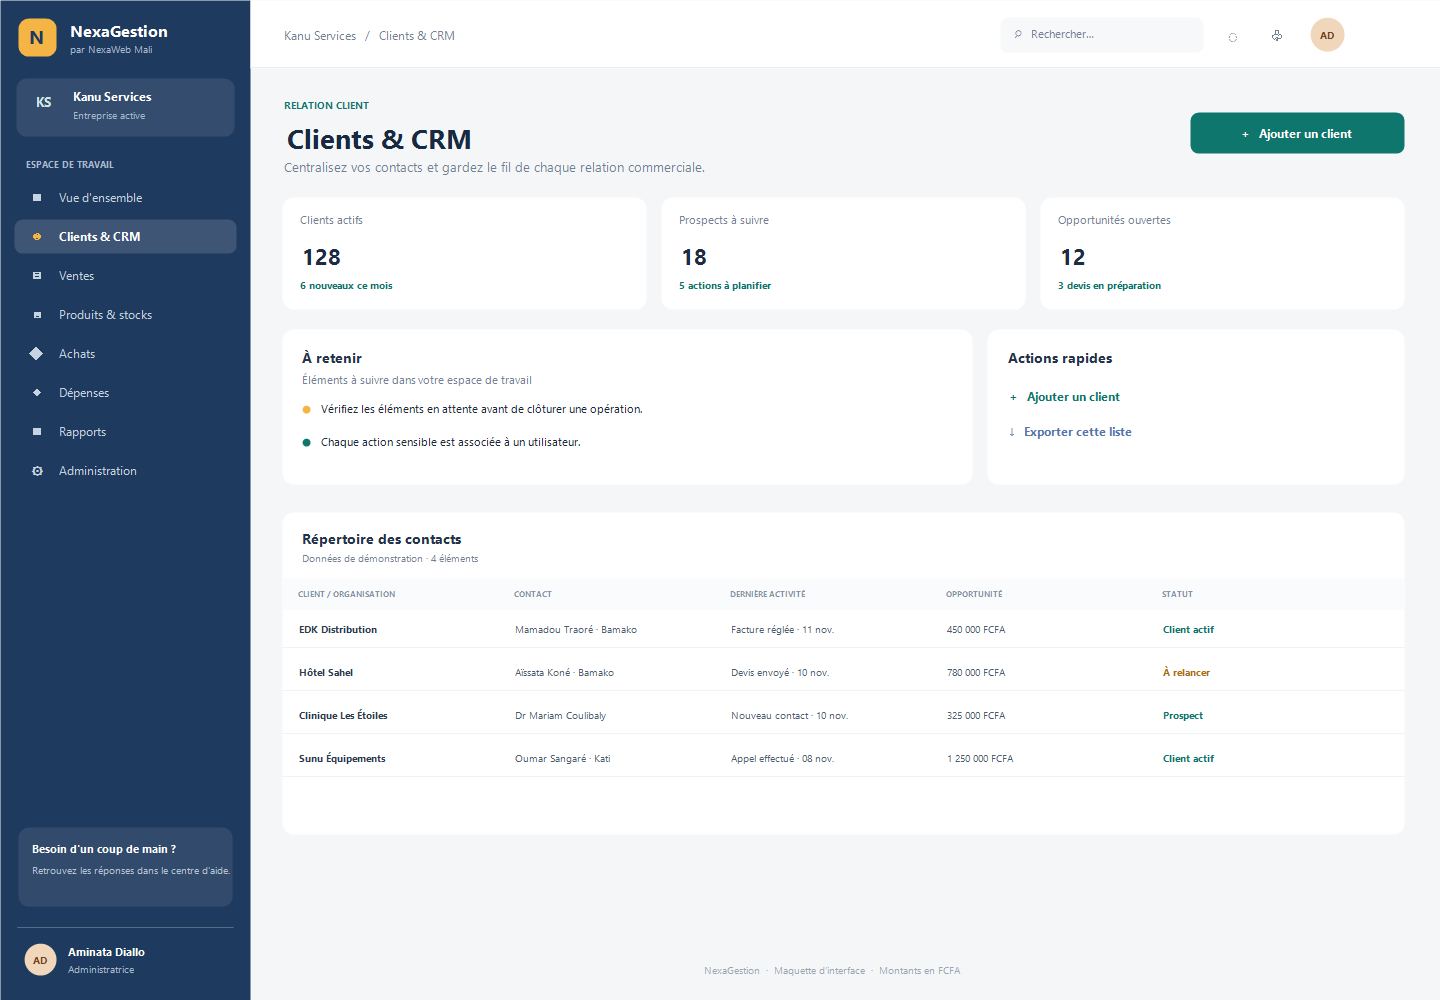 N
NexaGestion
par NexaWeb Mali
KS
Kanu Services
Entreprise active
ESPACE DE TRAVAIL
Vue d'ensemble
Clients & CRM
Ventes
Produits & stocks
Achats
Dépenses
Rapports
Administration
Besoin d'un coup de main ?
Retrouvez les réponses dans le centre d'aide.
AD
Aminata Diallo
Administratrice
Kanu Services / Clients & CRM
Rechercher...
AD
RELATION CLIENT
Clients & CRM
Centralisez vos contacts et gardez le fil de chaque relation commerciale.
+ Ajouter un client
Clients actifs
128
6 nouveaux ce mois
Prospects à suivre
18
5 actions à planifier
Opportunités ouvertes
12
3 devis en préparation
À retenir
Éléments à suivre dans votre espace de travail
Vérifiez les éléments en attente avant de clôturer une opération.
Chaque action sensible est associée à un utilisateur.
Actions rapides
+ Ajouter un client
↓ Exporter cette liste
Répertoire des contacts
Données de démonstration · 4 éléments
CLIENT / ORGANISATION CONTACT DERNIÈRE ACTIVITÉ OPPORTUNITÉ STATUT
EDK Distribution Mamadou Traoré · Bamako Facture réglée · 11 nov. 450 000 FCFA Client actif
Hôtel Sahel Aïssata Koné · Bamako Devis envoyé · 10 nov. 780 000 FCFA À relancer
Clinique Les Étoiles Dr Mariam Coulibaly Nouveau contact · 10 nov. 325 000 FCFA Prospect
Sunu Équipements Oumar Sangaré · Kati Appel effectué · 08 nov. 1 250 000 FCFA Client actif
NexaGestion · Maquette d'interface · Montants en FCFA